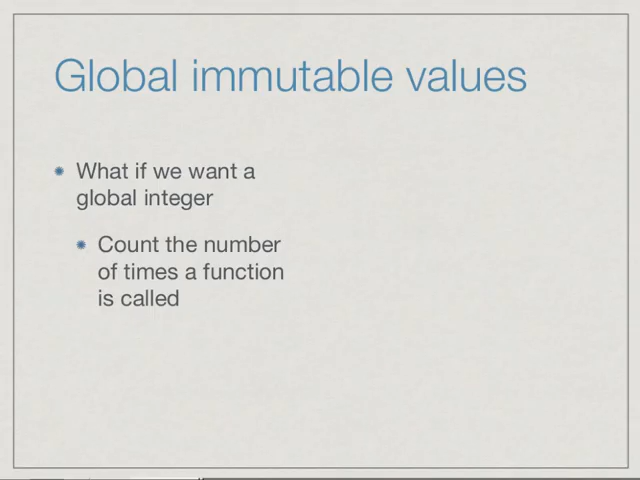 Global immutable values
What if we want a
global integer
Count the number
of times a function
is called